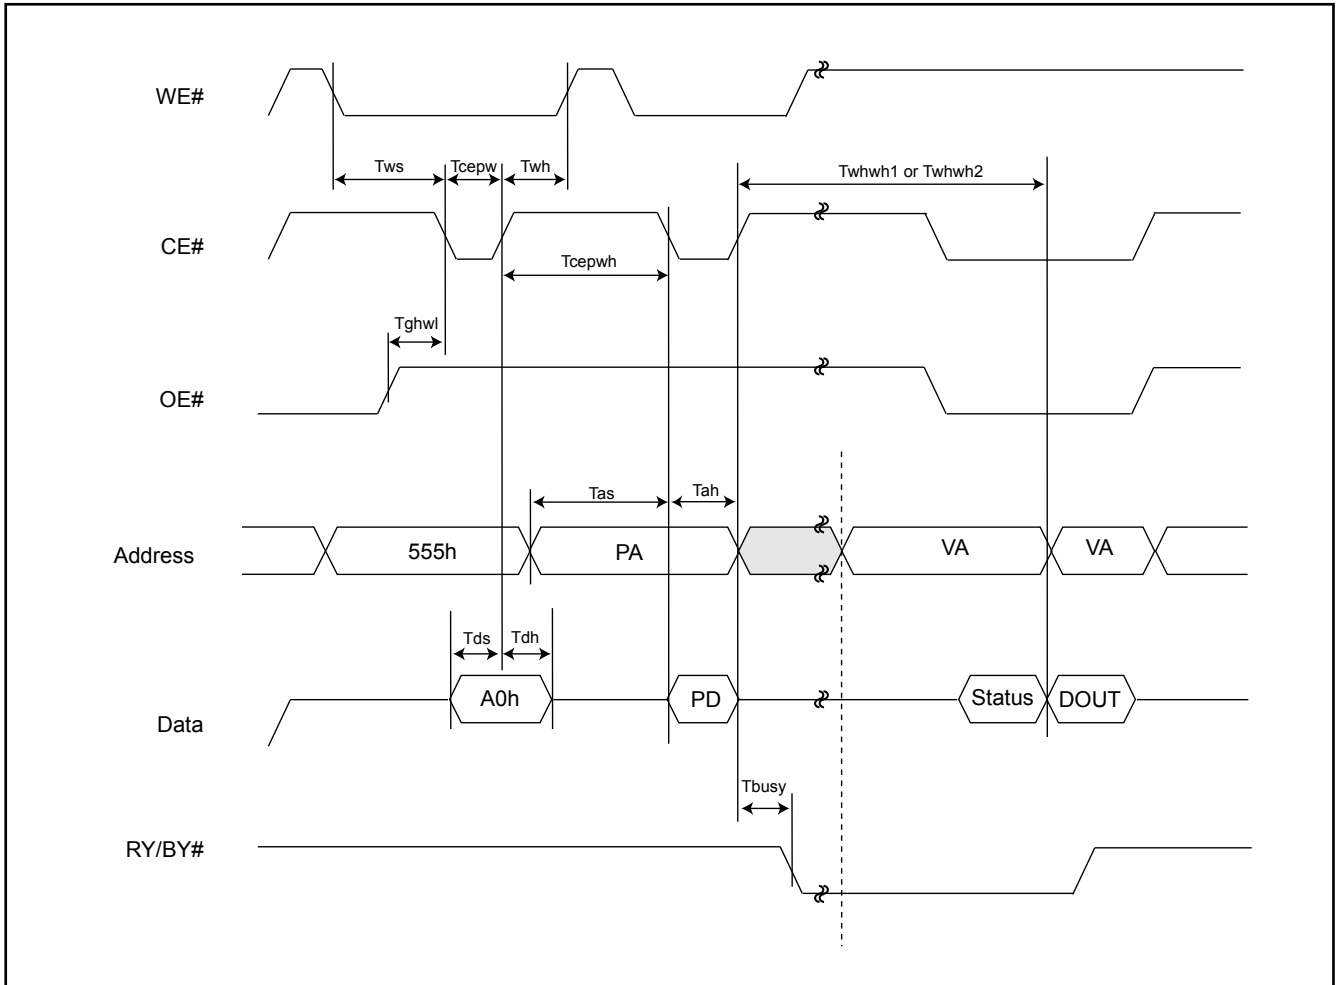 WE#
Tws
Tcepw
Twh
Twhwh1 or Twhwh2
CE#
Tcepwh
Tghwl
OE#
Tas
Tah
Address
555h
PA
VA
VA
Tds
Tdh
Data
A0h
PD
Status
DOUT
Tbusy
RY/BY#